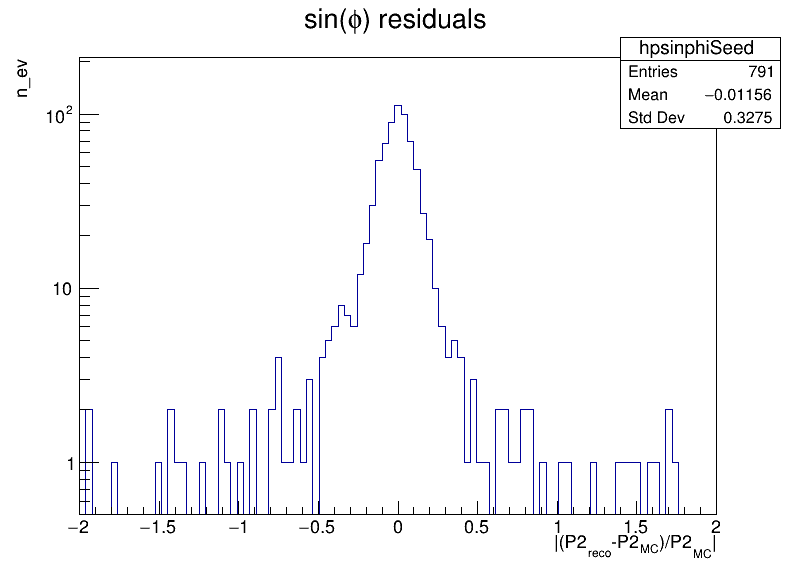 sin(ϕ) residuals
hpsinphiSeed
Entries 791
Mean −0.01156
Std Dev 0.3275
n_ev
10²
10
1
−2 −1.5 −1 −0.5 0 0.5 1 1.5 2
|(P2reco-P2MC)/P2MC|